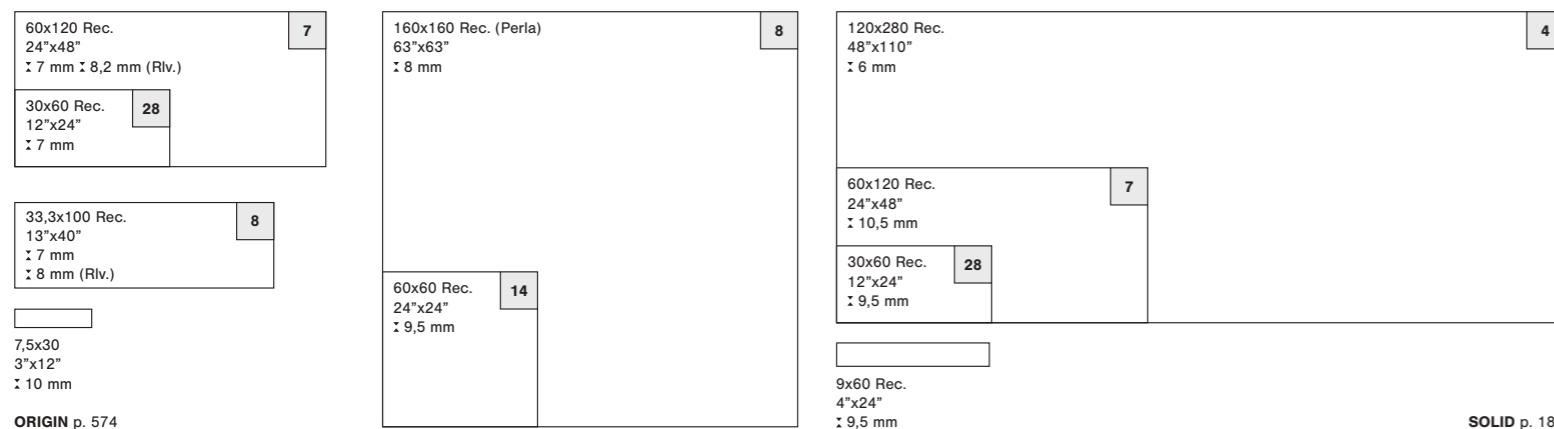 60x120 Rec.
7
24”x48”
7 mm 8,2 mm (Rlv.)
30x60 Rec.
28
12”x24”
7 mm
33,3x100 Rec.
8
13”x40”
7 mm
8 mm (Rlv.)
7,5x30
3”x12”
10 mm
ORIGIN p. 574
160x160 Rec. (Perla)
8
63”x63”
8 mm
60x60 Rec.
14
24”x24”
9,5 mm
120x280 Rec.
4
48”x110”
6 mm
60x120 Rec.
7
24”x48”
10,5 mm
30x60 Rec.
28
12”x24”
9,5 mm
9x60 Rec.
4”x24”
9,5 mm
SOLID p. 18